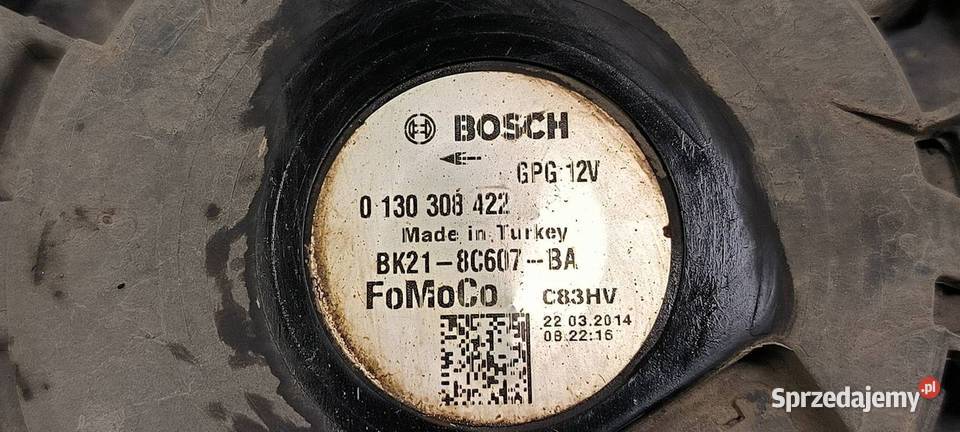 BOSCH
GPG 12V
0 130 308 422
Made in Turkey
BK21-8C607-BA
FoMoCo C83HV
22 03.2014
08.22:16
Sprzedajemy.pl